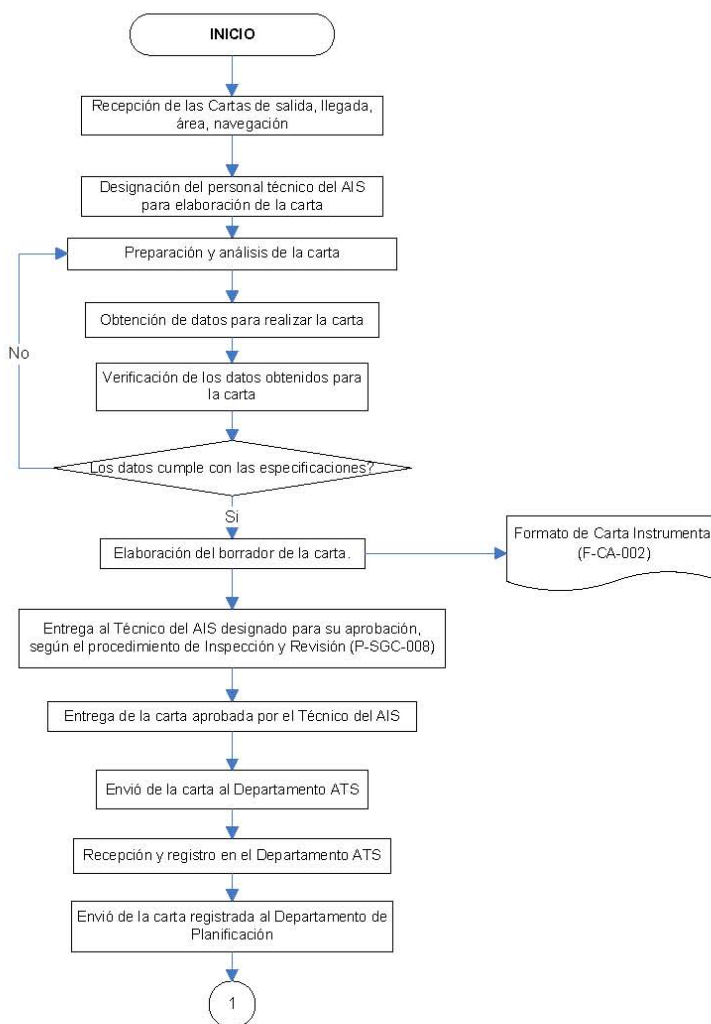 INICIO
Recepción de las Cartas de salida, llegada,
área, navegación
Designación del personal técnico del AIS
para elaboración de la carta
Preparación y análisis de la carta
Obtención de datos para realizar la carta
No
Verificación de los datos obtenidos para
la carta
Los datos cumple con las especificaciones?
Si
Elaboración del borrador de la carta.
Formato de Carta Instrumenta
(F-CA-002)
Entrega al Técnico del AIS designado para su aprobación,
según el procedimiento de Inspección y Revisión (P-SGC-008)
Entrega de la carta aprobada por el Técnico del AIS
Envió de la carta al Departamento ATS
Recepción y registro en el Departamento ATS
Envió de la carta registrada al Departamento de
Planificación
1